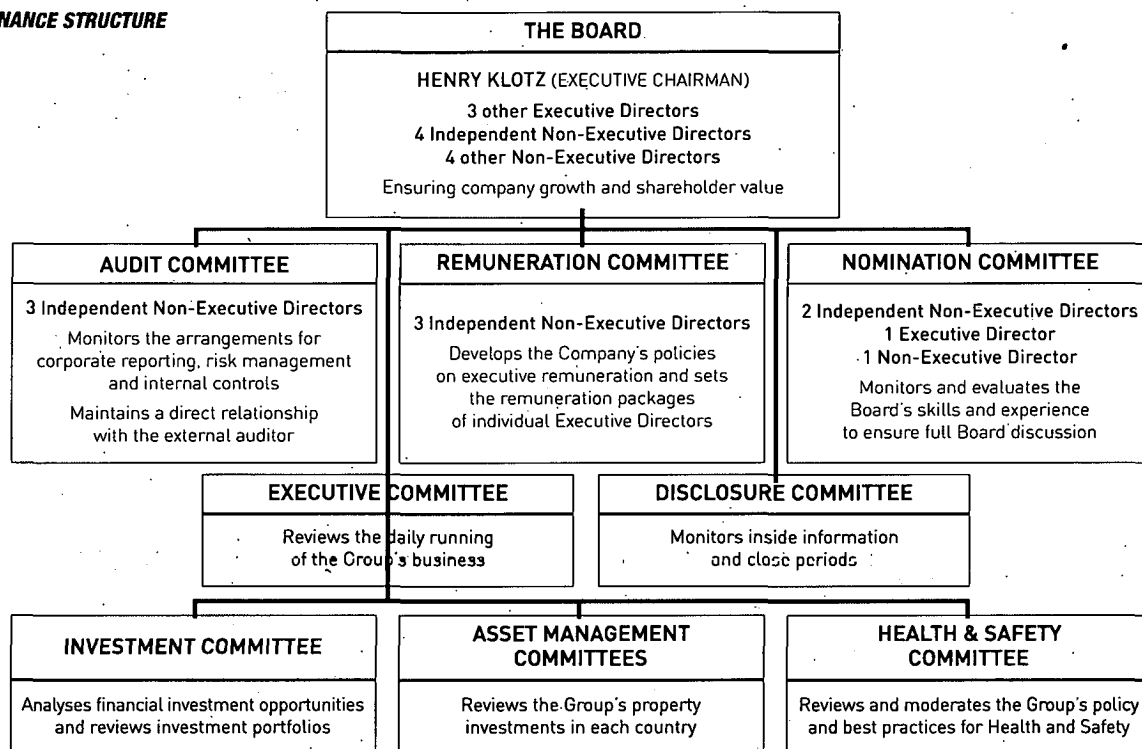 NANCE STRUCTURE
THE BOARD
HENRY KLOTZ (EXECUTIVE CHAIRMAN)
3 other Executive Directors
4 Independent Non-Executive Directors
4 other Non-Executive Directors
Ensuring company growth and shareholder value
AUDIT COMMITTEE
3 Independent Non-Executive Directors
Monitors the arrangements for
corporate reporting, risk management
and internal controls
Maintains a direct relationship
with the external auditor
REMUNERATION COMMITTEE
3 Independent Non-Executive Directors
Develops the Company's policies
on executive remuneration and sets
the remuneration packages
of individual Executive Directors
NOMINATION COMMITTEE
2 Independent Non-Executive Directors
1 Executive Director
1 Non-Executive Director
Monitors and evaluates the
Board's skills and experience
to ensure full Board discussion
EXECUTIVE COMMITTEE
Reviews the daily running
of the Group's business
DISCLOSURE COMMITTEE
Monitors inside information
and close periods
INVESTMENT COMMITTEE
Analyses financial investment opportunities
and reviews investment portfolios
ASSET MANAGEMENT
COMMITTEES
Reviews the Group's property
investments in each country
HEALTH & SAFETY
COMMITTEE
Reviews and moderates the Group's policy
and best practices for Health and Safety